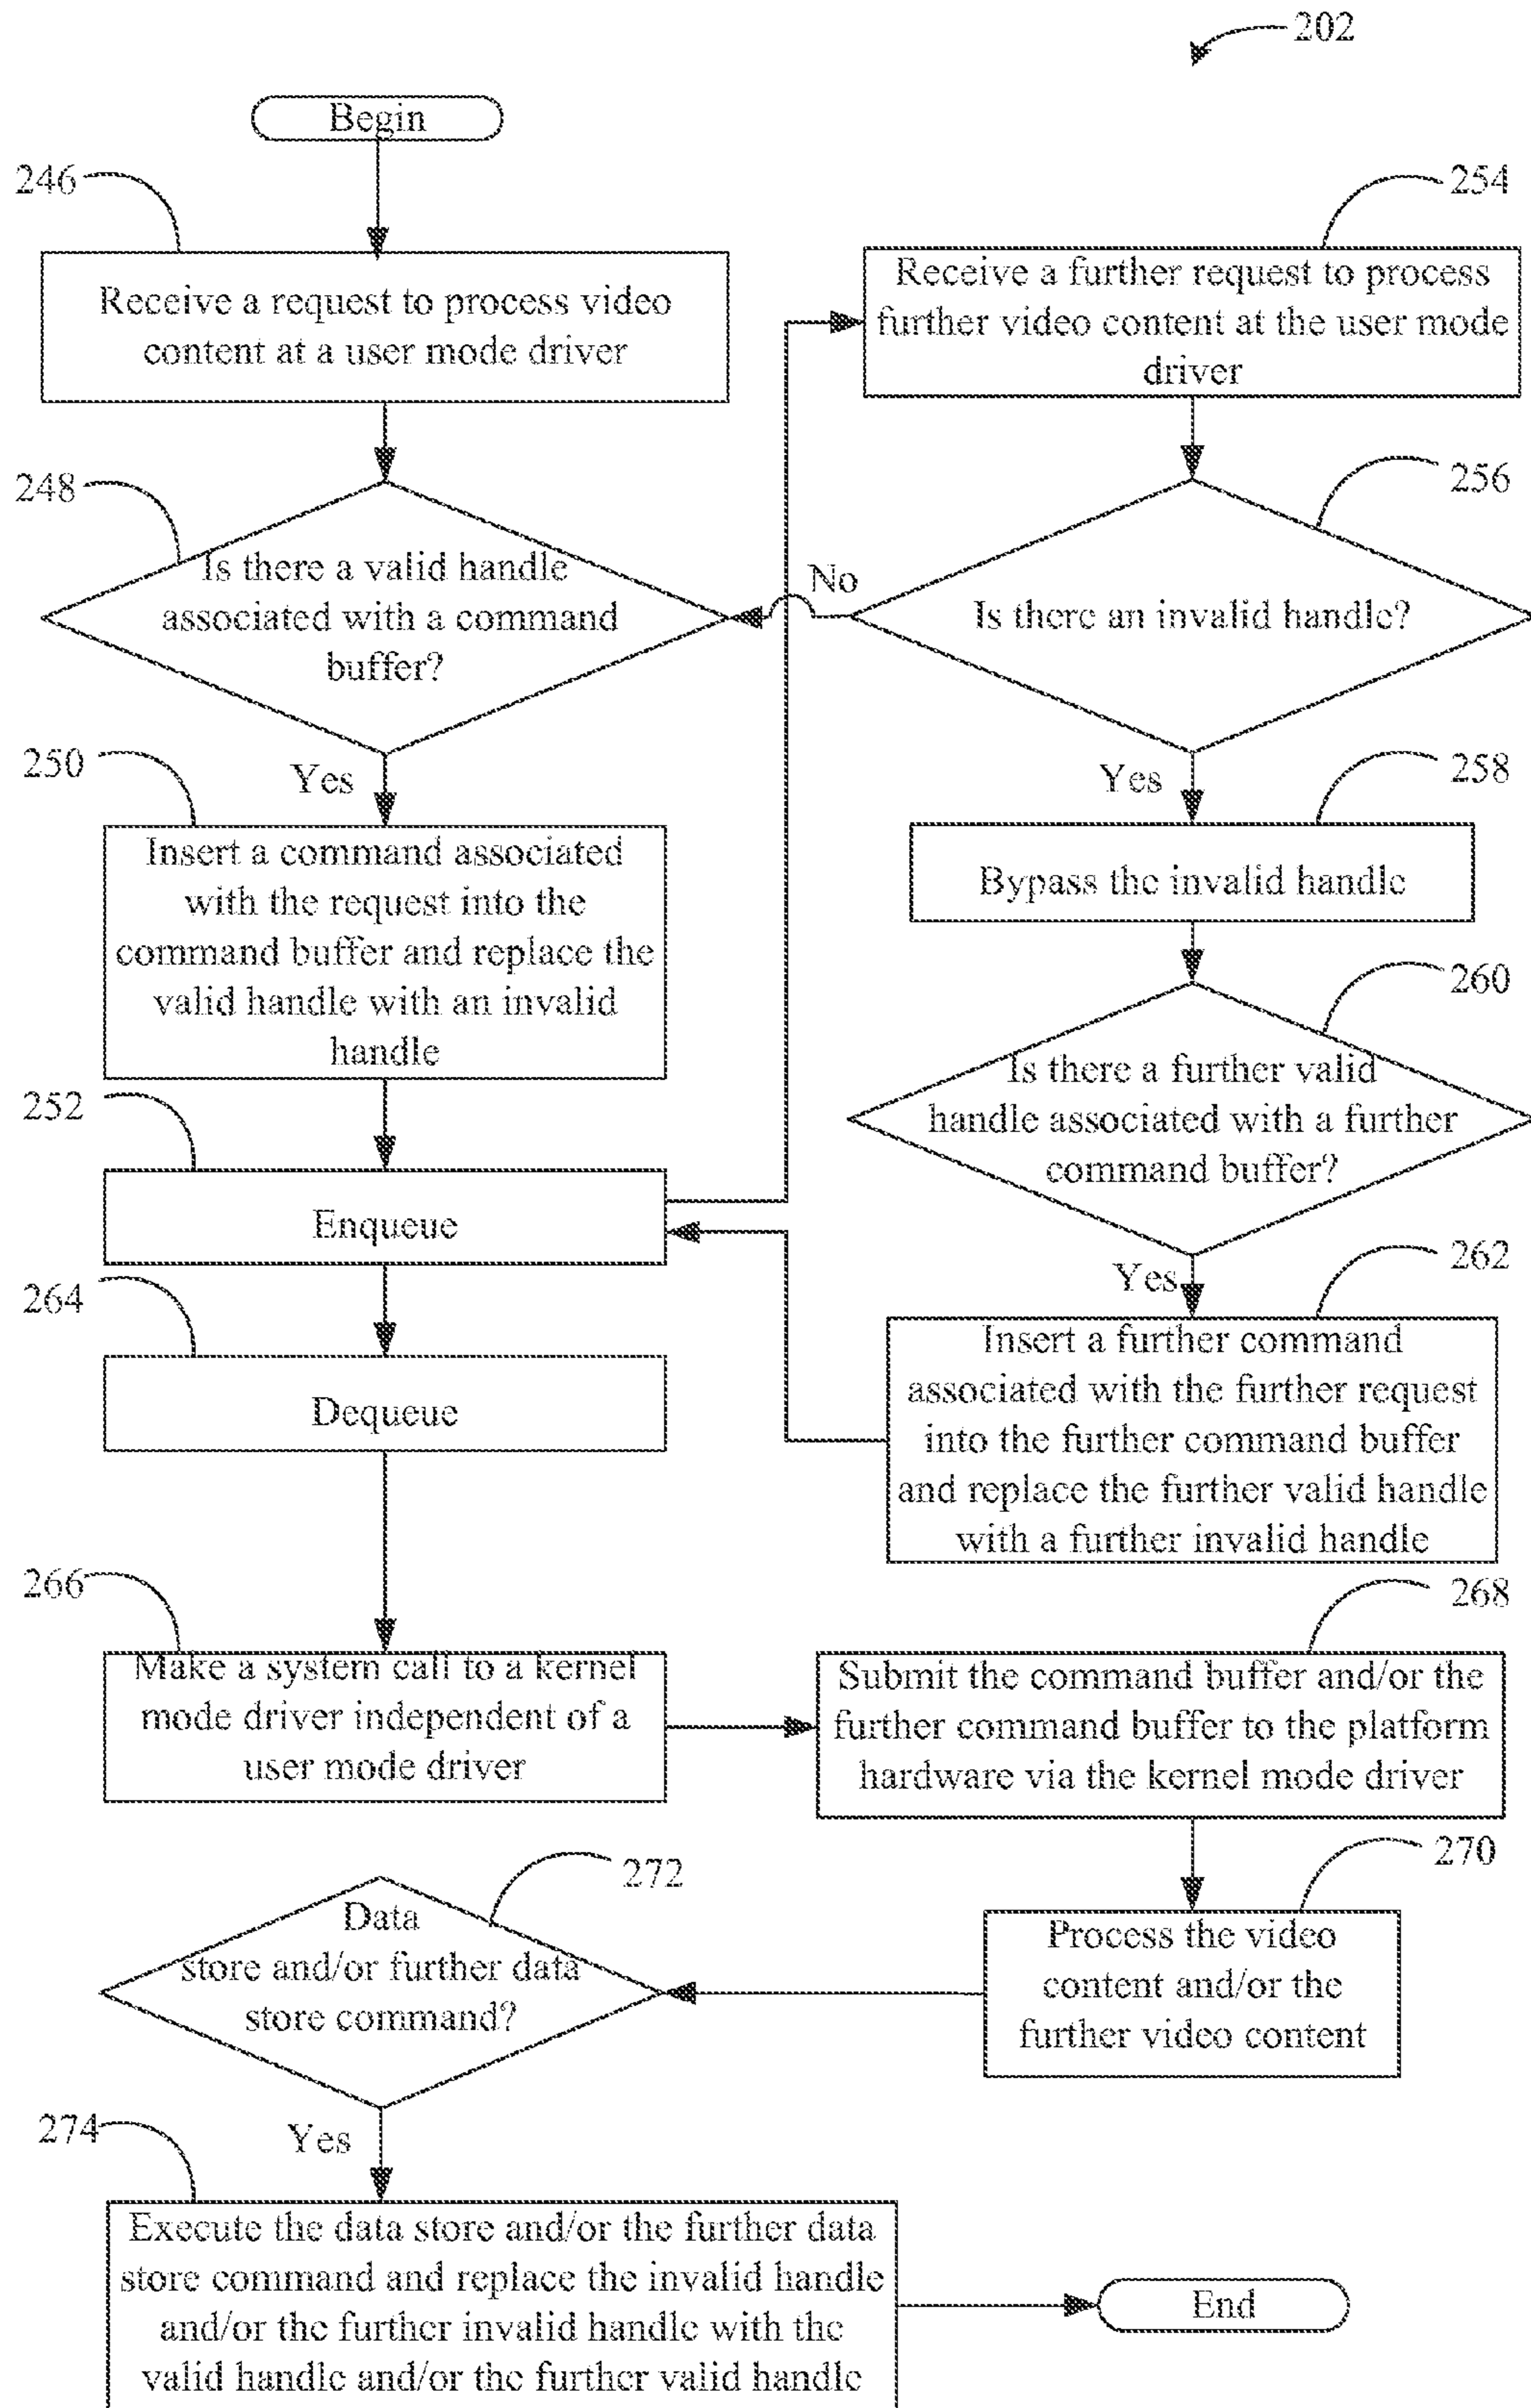 202
Begin
246
Receive a request to process video
content at a user mode driver
254
Receive a further request to process
further video content at the user mode
driver
248
Is there a valid handle
associated with a command
buffer?
No
256
Is there an invalid handle?
Yes
250
Insert a command associated
with the request into the
command buffer and replace the
valid handle with an invalid
handle
Yes
258
Bypass the invalid handle
260
Is there a further valid
handle associated with a further
command buffer?
252
Enqueue
Yes
262
Insert a further command
associated with the further request
into the further command buffer
and replace the further valid handle
with a further invalid handle
264
Dequeue
266
Make a system call to a kernel
mode driver independent of a
user mode driver
268
Submit the command buffer and/or the
further command buffer to the platform
hardware via the kernel mode driver
270
Process the video
content and/or the
further video content
272
Data
store and/or further data
store command?
Yes
274
Execute the data store and/or the further data
store command and replace the invalid handle
and/or the further invalid handle with the
valid handle and/or the further valid handle
End